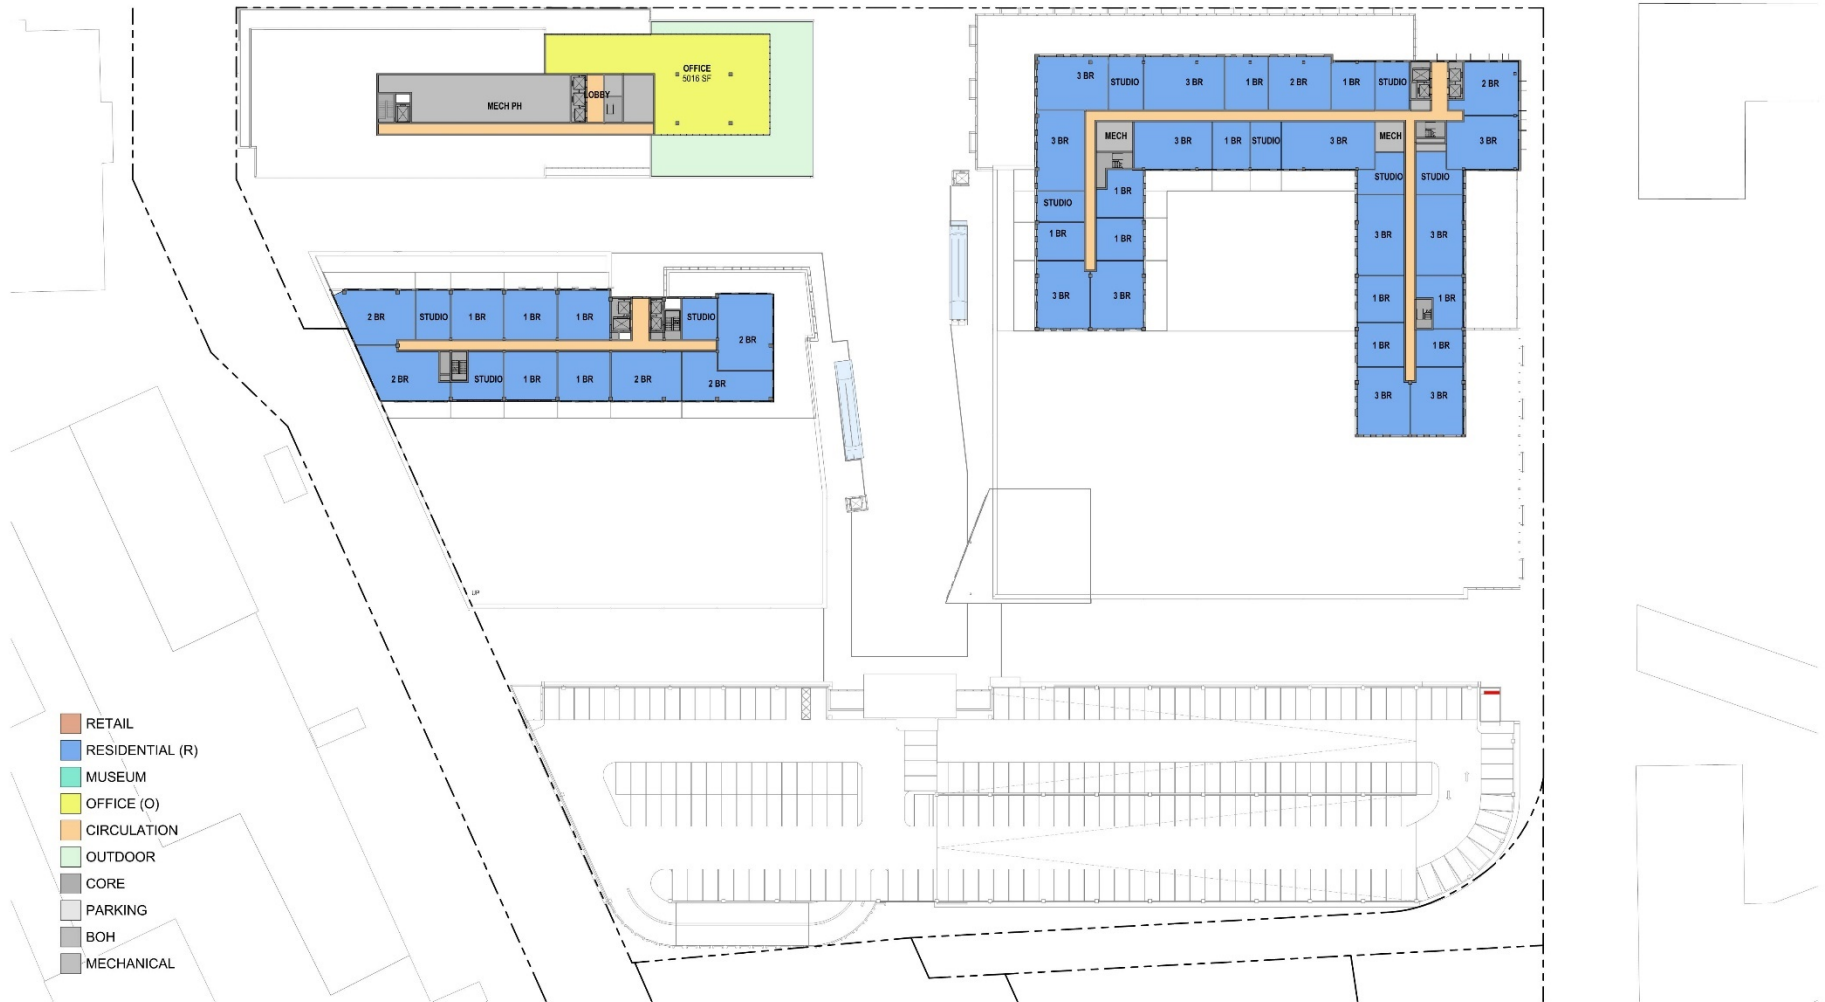 OFFICE
5016 SF
LOBBY
MECH PH
3 BR
STUDIO
3 BR
1 BR
2 BR
1 BR
STUDIO
2 BR
3 BR
MECH
3 BR
1 BR
STUDIO
3 BR
MECH
3 BR
STUDIO
STUDIO
1 BR
STUDIO
1 BR
1 BR
3 BR
3 BR
3 BR
3 BR
1 BR
1 BR
1 BR
1 BR
3 BR
3 BR
2 BR
STUDIO
1 BR
1 BR
1 BR
STUDIO
2 BR
2 BR
STUDIO
1 BR
1 BR
2 BR
2 BR
UP
RETAIL
RESIDENTIAL (R)
MUSEUM
OFFICE (O)
CIRCULATION
OUTDOOR
CORE
PARKING
BOH
MECHANICAL